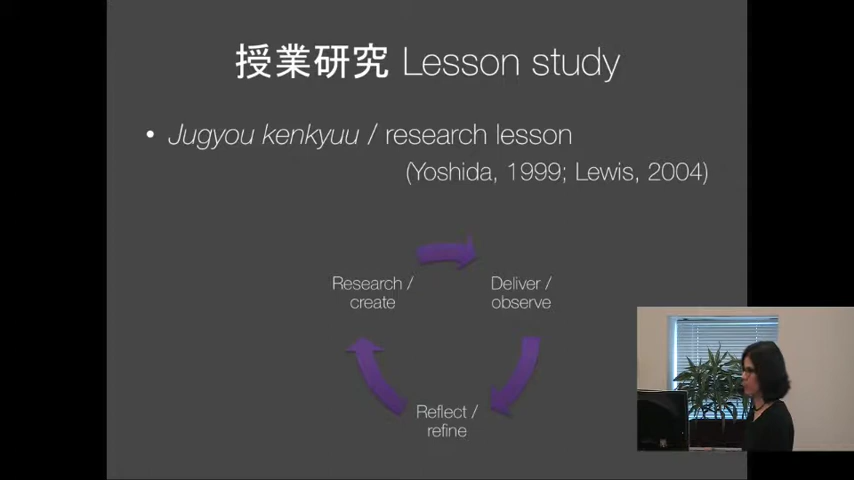 授業研究 Lesson study
• Jugyou kenkyuu / research lesson
(Yoshida, 1999; Lewis, 2004)
Research /
create
Deliver /
observe
Reflect /
refine